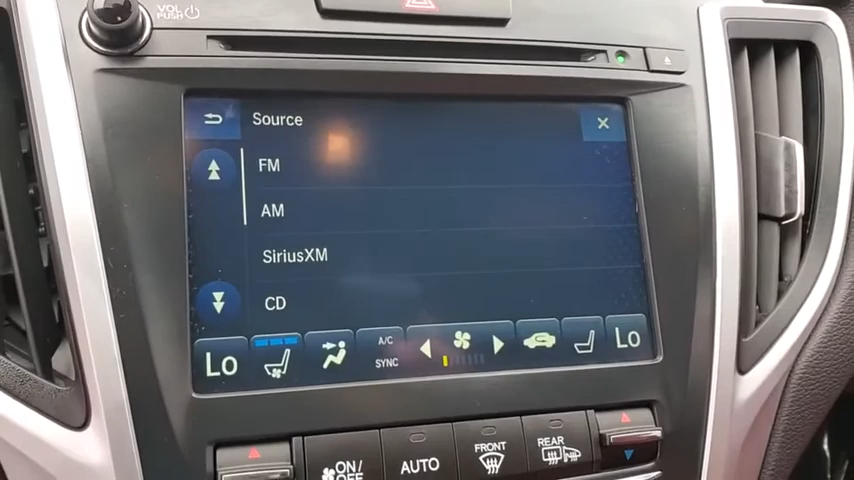 VOL
PUSH
Source
FM
AM
SiriusXM
CD
Lo
A/C
SYNC
Lo
ON/
OFF
AUTO
FRONT
REAR